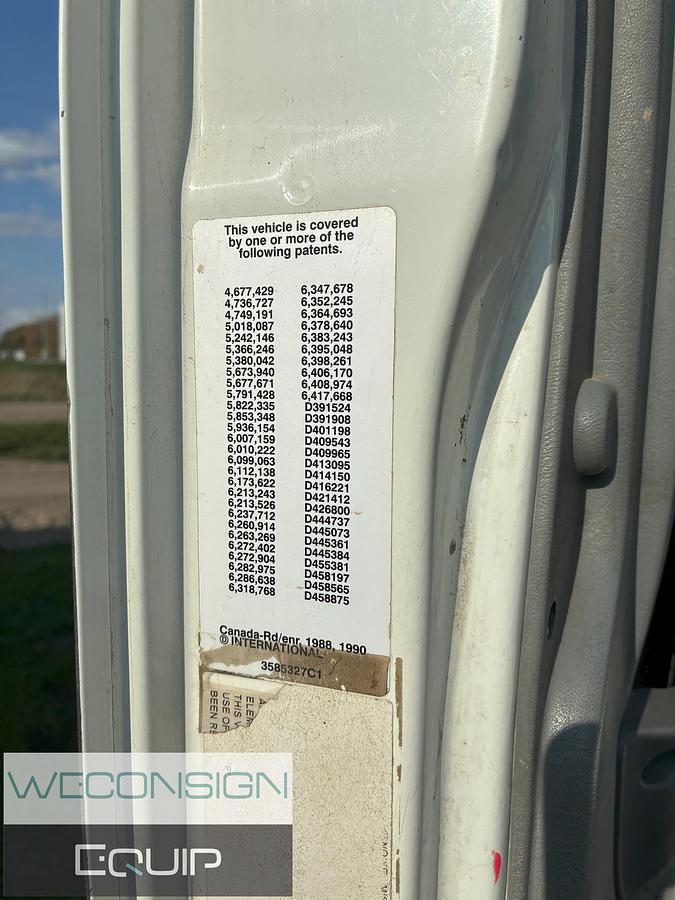 This vehicle is covered
by one or more of the
following patents.
4,677,429
4,736,727
4,749,191
5,018,087
5,242,146
5,366,246
5,380,042
5,673,940
5,677,671
5,791,428
5,822,335
5,853,348
5,936,154
6,007,159
6,010,222
6,099,063
6,112,138
6,173,622
6,213,243
6,213,526
6,237,712
6,260,914
6,263,269
6,272,402
6,272,904
6,282,975
6,286,638
6,318,768
6,347,678
6,352,245
6,364,693
6,378,640
6,383,243
6,395,048
6,398,261
6,406,170
6,408,974
6,417,668
D391524
D391908
D401198
D409543
D409965
D413095
D414150
D416221
D421412
D426800
D444737
D445073
D445361
D445384
D455381
D458197
D458565
D458875
Canada-Rd/enr. 1988, 1990
© INTERNATIONAL
3585327C1
THIS
USE OF
BEEN
WECONSIGN
EQUIP